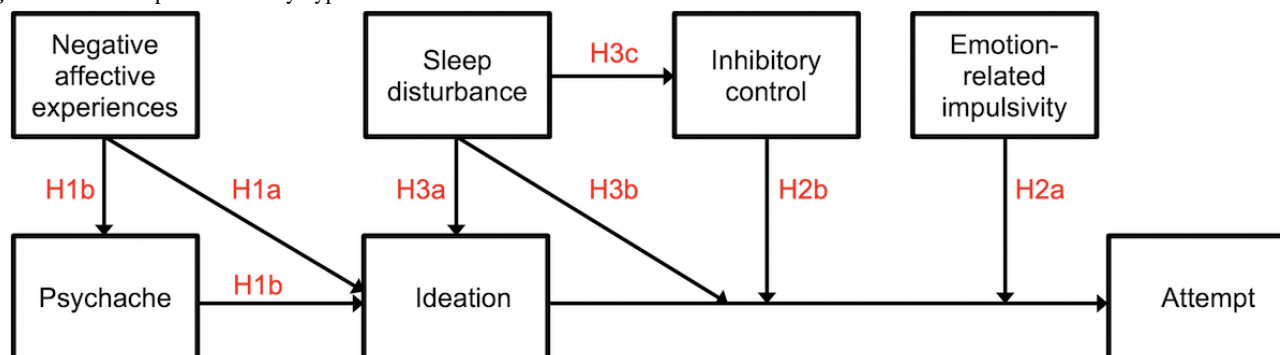 Negative
affective
experiences
Sleep
disturbance
H3c
Inhibitory
control
Emotion-
related
impulsivity
H1b
H1a
H3a
H3b
H2b
H2a
Psychache
H1b
Ideation
Attempt